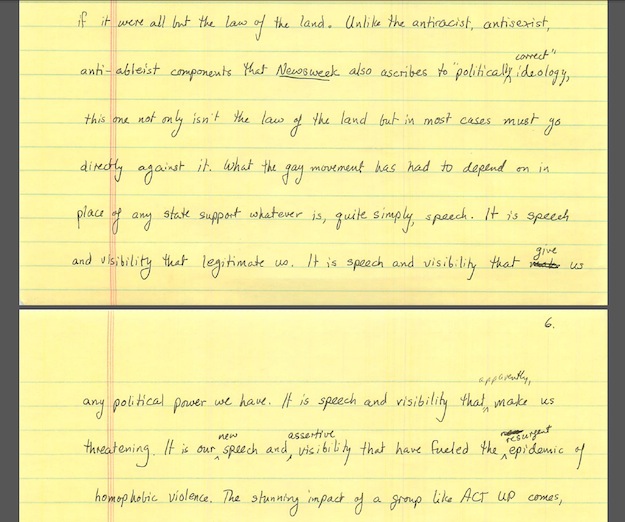 if it were all but the law of the land. Unlike the antiracist, antisexist,
correct"
anti-ableist components that Newsweek also ascribes to "politically ideology,
this one not only isn't the law of the land but in most cases must go
directly against it. What the gay movement has had to depend on in
place of any state support whatever is, quite simply, speech. It is speech
give
and visibility that legitimate us. It is speech and visibility that make us
6.
apparently,
any political power we have. It is speech and visibility that make us
new assertive resurgent
threatening. It is our speech and visibility that have fueled the epidemic of
homophobic violence. The stunning impact of a group like ACT UP comes,